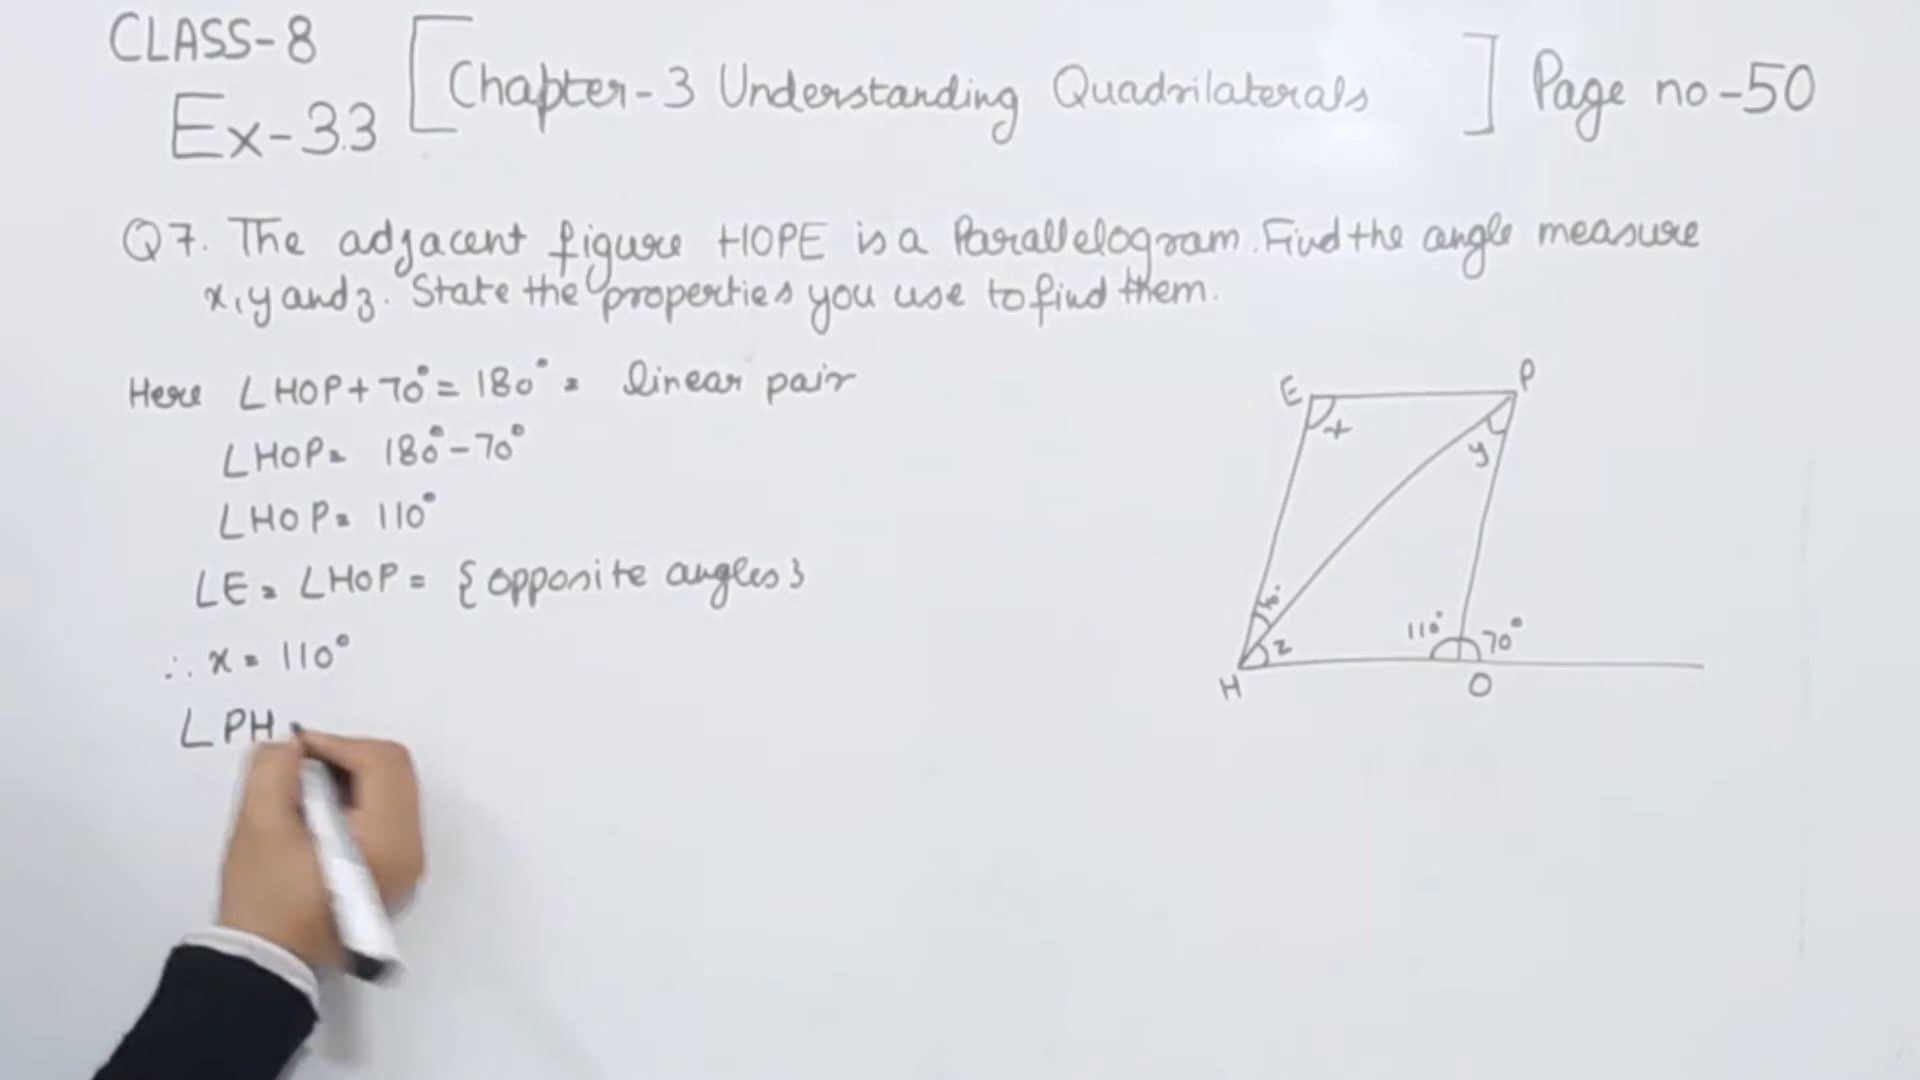 CLASS-8
Ex-3.3
[Chapter-3 Understanding Quadrilaterals]
Page no-50
Q7. The adjacent figure HOPE is a Parallelogram. Find the angle measure
x, y and z. State the properties you use to find them.
Here ∠HOP+70°=180° = linear pair
∠HOP= 180°-70°
∠HOP= 110°
∠E= ∠HOP= {opposite angles}
∴ x= 110°
∠PH
E
P
x
y
40°
z
110°
70°
H
O